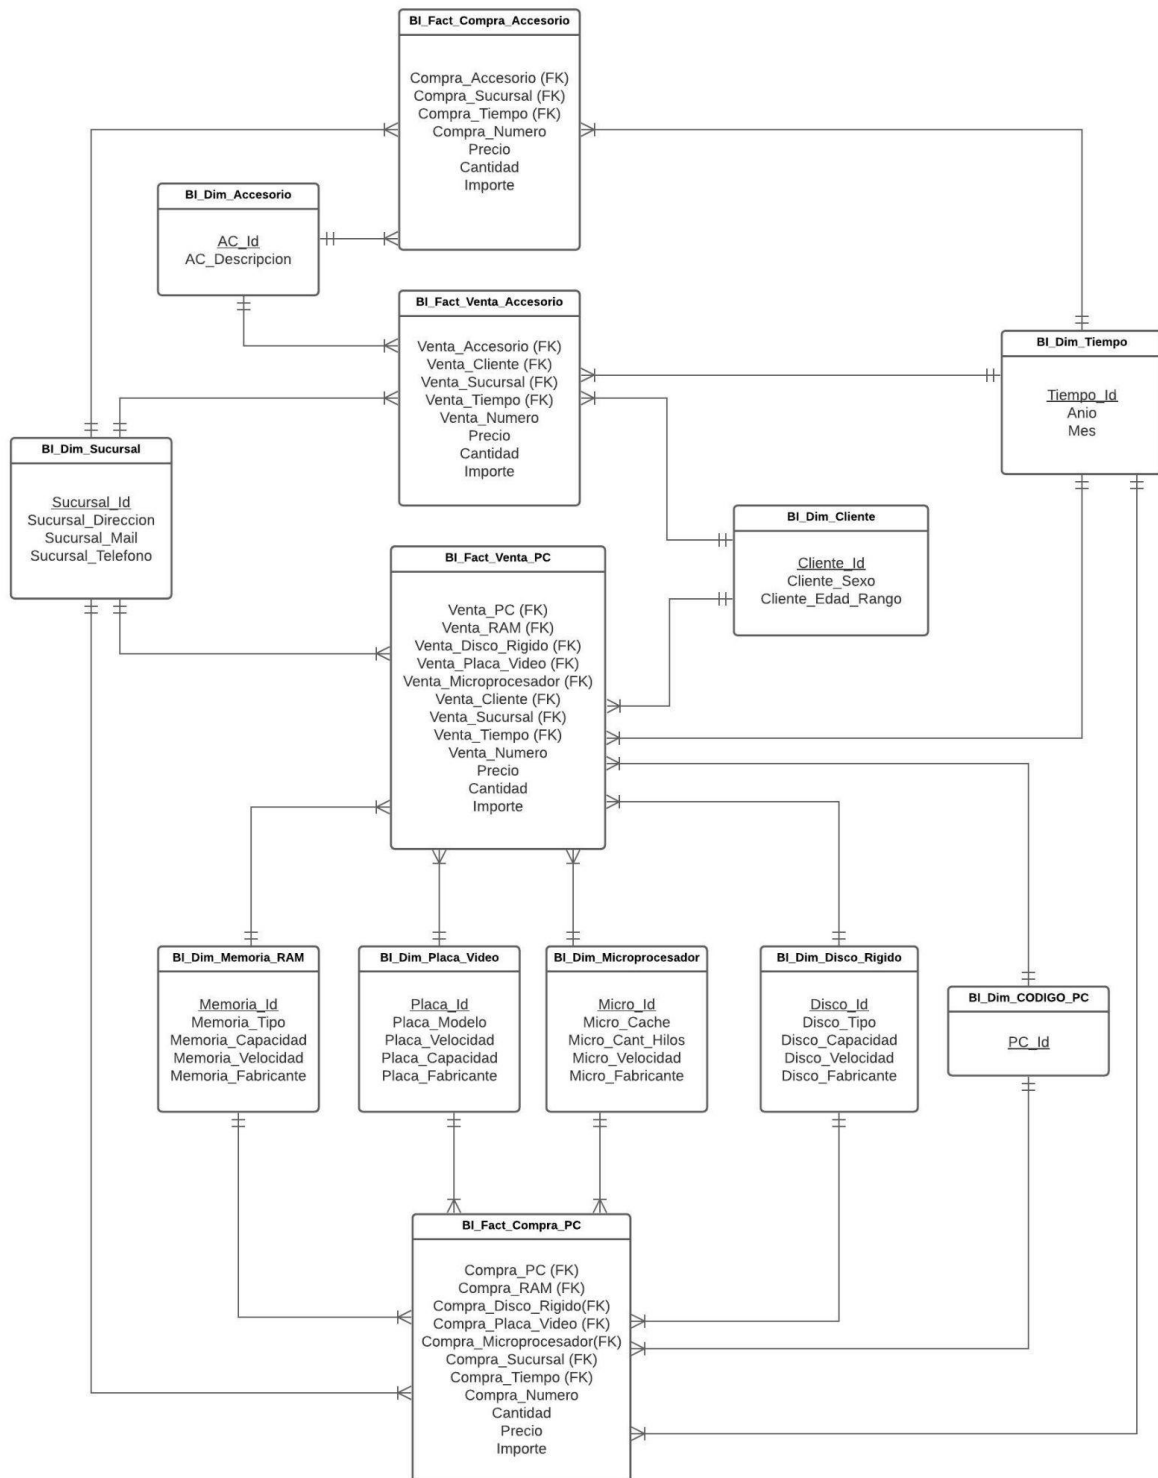 BI_Fact_Compra_Accesorio
Compra_Accesorio (FK)
Compra_Sucursal (FK)
Compra_Tiempo (FK)
Compra_Numero
Precio
Cantidad
Importe
BI_Dim_Accesorio
AC_Id
AC_Descripcion
BI_Fact_Venta_Accesorio
Venta_Accesorio (FK)
Venta_Cliente (FK)
Venta_Sucursal (FK)
Venta_Tiempo (FK)
Venta_Numero
Precio
Cantidad
Importe
BI_Dim_Tiempo
Tiempo_Id
Anio
Mes
BI_Dim_Sucursal
Sucursal_Id
Sucursal_Direccion
Sucursal_Mail
Sucursal_Telefono
BI_Dim_Cliente
Cliente_Id
Cliente_Sexo
Cliente_Edad_Rango
BI_Fact_Venta_PC
Venta_PC (FK)
Venta_RAM (FK)
Venta_Disco_Rigido (FK)
Venta_Placa_Video (FK)
Venta_Microprocesador (FK)
Venta_Cliente (FK)
Venta_Sucursal (FK)
Venta_Tiempo (FK)
Venta_Numero
Precio
Cantidad
Importe
BI_Dim_Memoria_RAM
Memoria_Id
Memoria_Tipo
Memoria_Capacidad
Memoria_Velocidad
Memoria_Fabricante
BI_Dim_Placa_Video
Placa_Id
Placa_Modelo
Placa_Velocidad
Placa_Capacidad
Placa_Fabricante
BI_Dim_Microprocesador
Micro_Id
Micro_Cache
Micro_Cant_Hilos
Micro_Velocidad
Micro_Fabricante
BI_Dim_Disco_Rigido
Disco_Id
Disco_Tipo
Disco_Capacidad
Disco_Velocidad
Disco_Fabricante
BI_Dim_CODIGO_PC
PC_Id
BI_Fact_Compra_PC
Compra_PC (FK)
Compra_RAM (FK)
Compra_Disco_Rigido(FK)
Compra_Placa_Video (FK)
Compra_Microprocesador(FK)
Compra_Sucursal (FK)
Compra_Tiempo (FK)
Compra_Numero
Cantidad
Precio
Importe